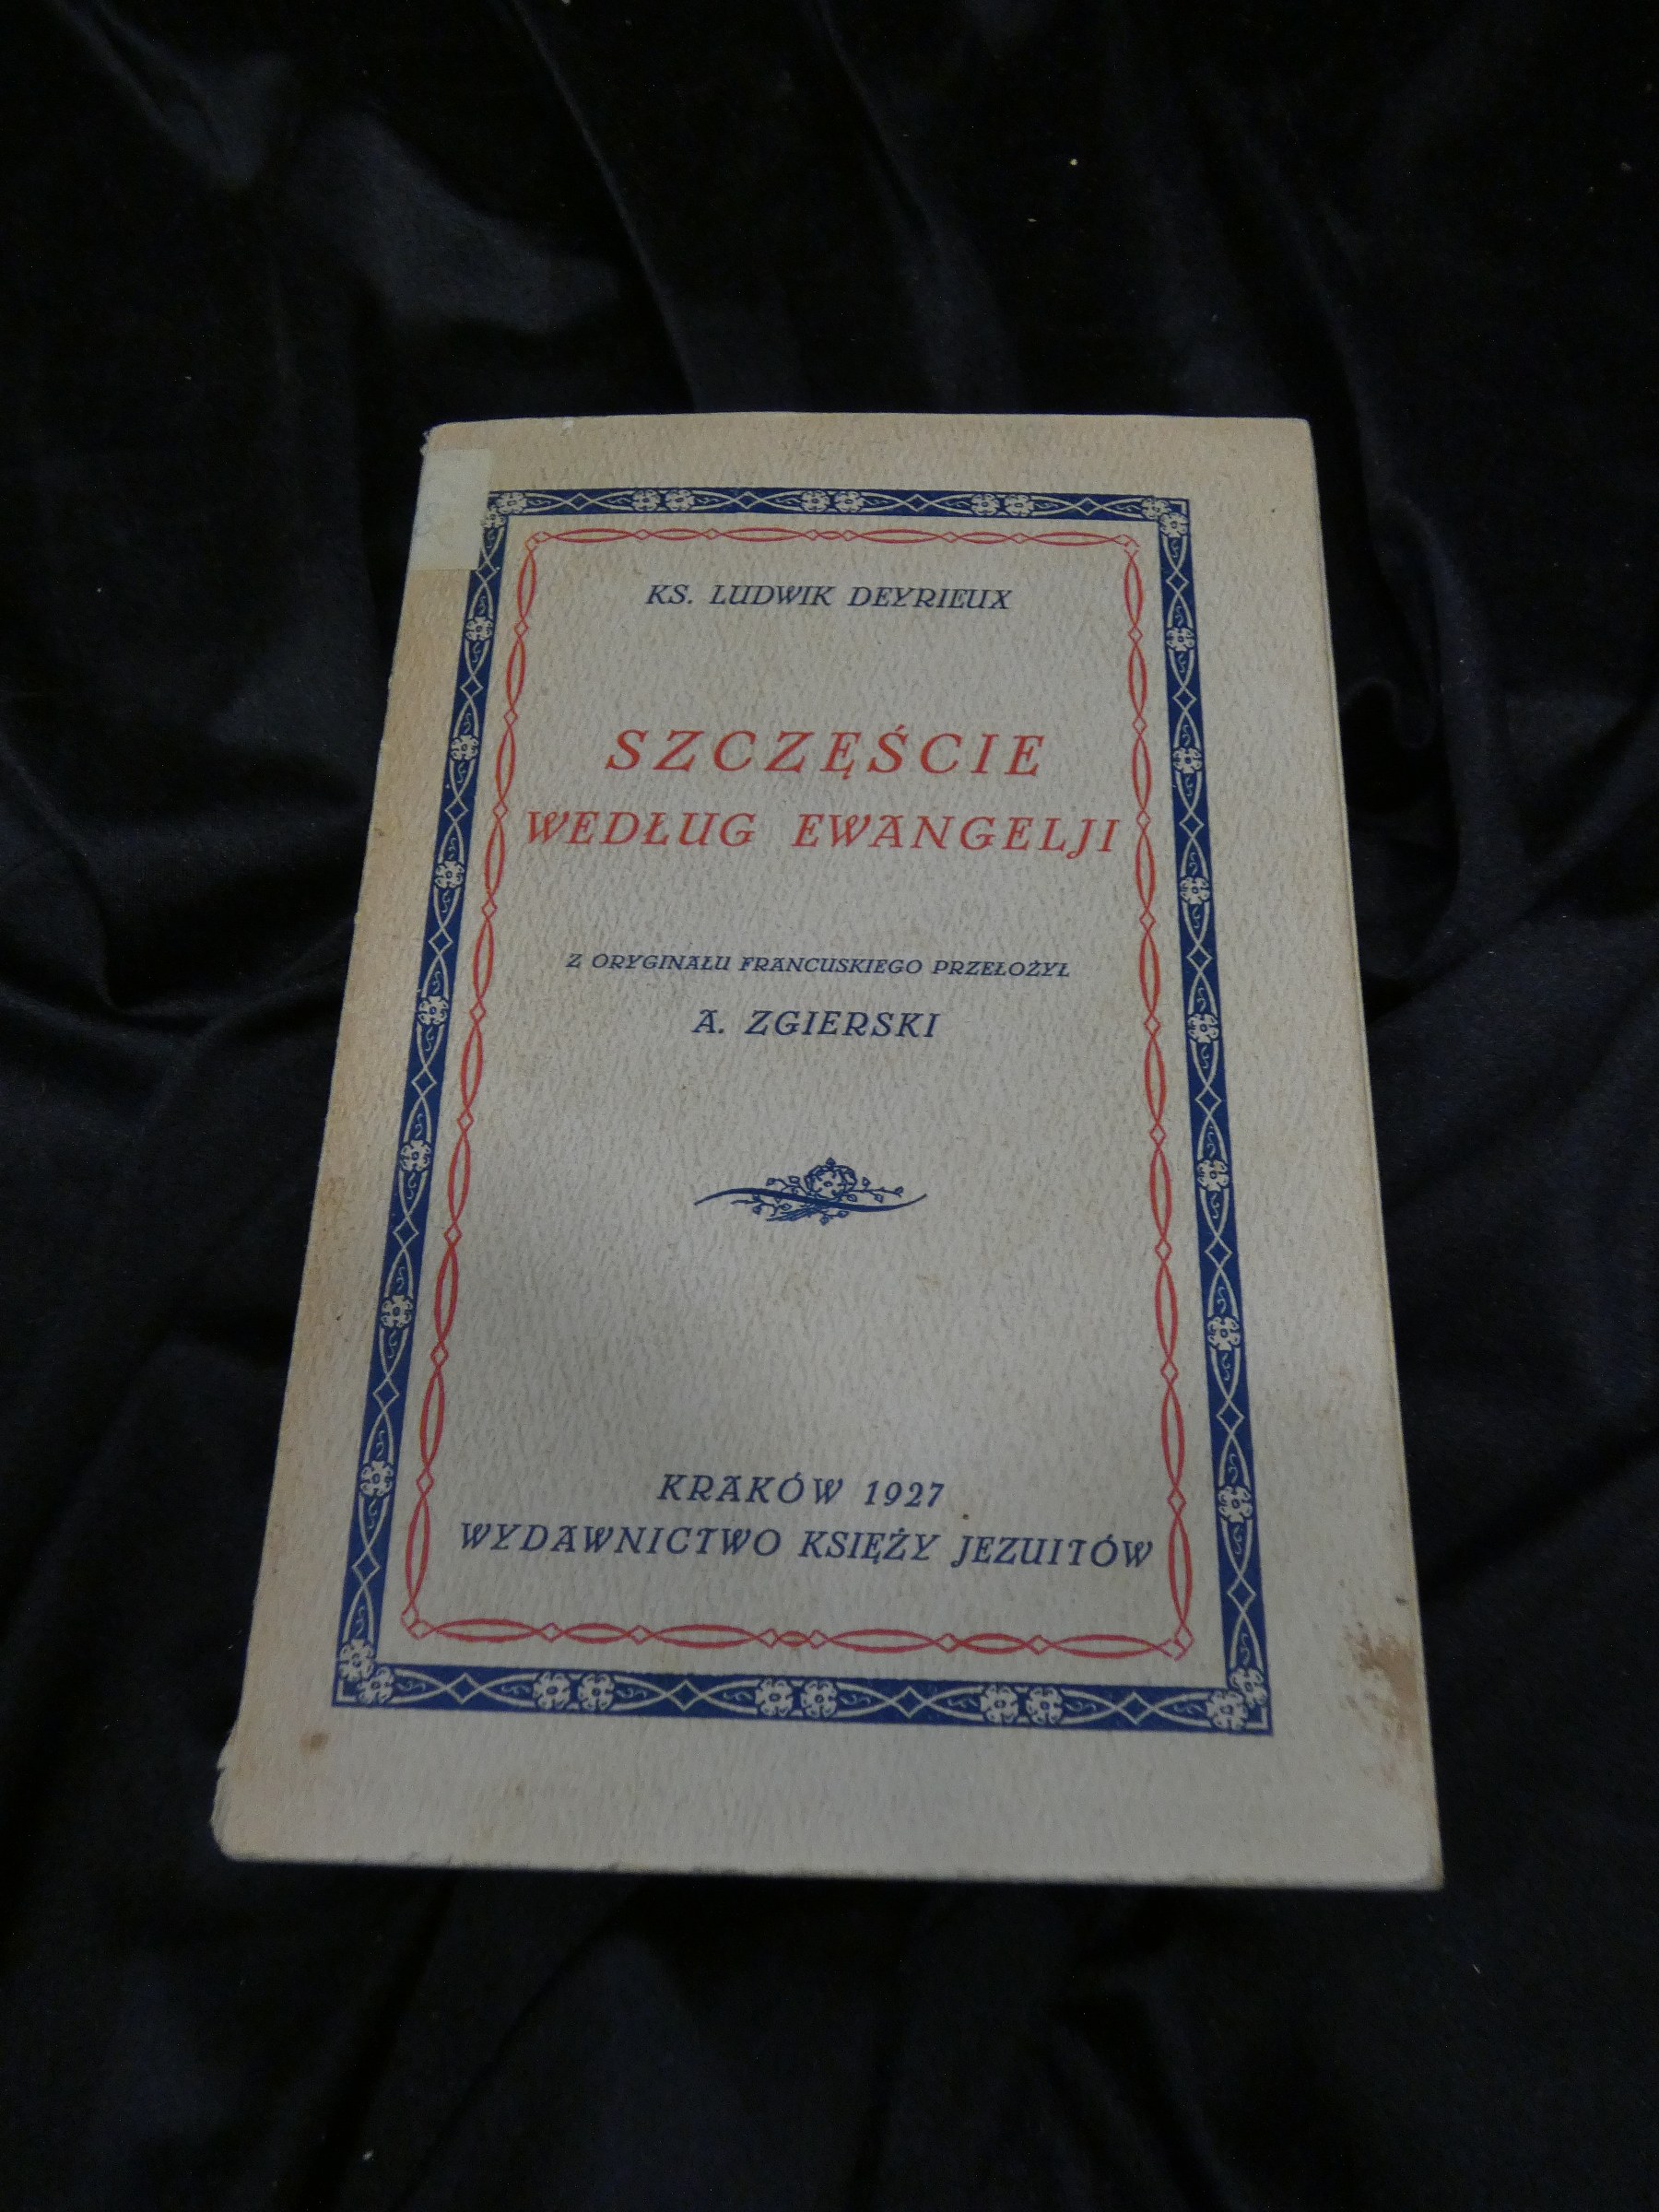 KS. LUDWIK DEYRIEUX
SZCZĘŚCIE
WEDŁUG EWANGELJI
Z ORYGINAŁU FRANCUSKIEGO PRZEŁOŻYŁ
A. ZGIERSKI
KRAKÓW 1927
WYDAWNICTWO KSIĘŻY JEZUITÓW